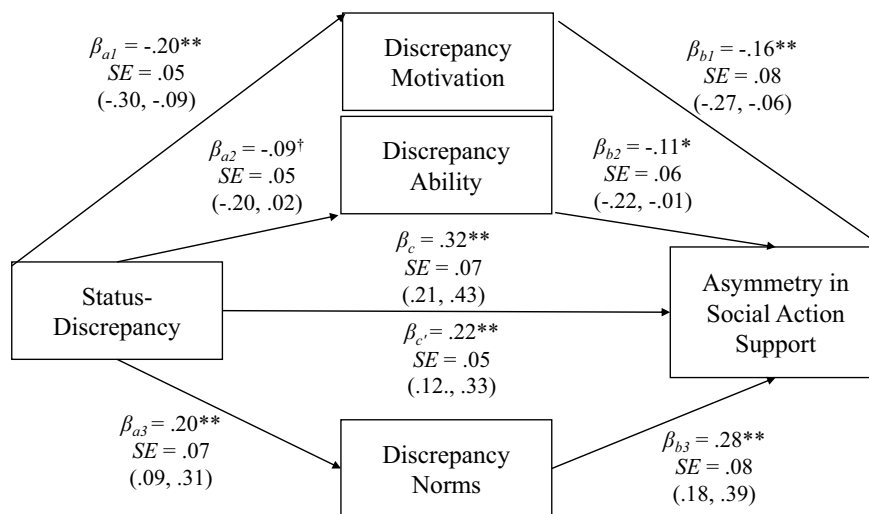 β_a1 = -.20**
SE = .05
(-.30, -.09)
Discrepancy
Motivation
β_b1 = -.16**
SE = .08
(-.27, -.06)
β_a2 = -.09†
SE = .05
(-.20, .02)
Discrepancy
Ability
β_b2 = -.11*
SE = .06
(-.22, -.01)
Status-
Discrepancy
β_c = .32**
SE = .07
(.21, .43)
β_c' = .22**
SE = .05
(.12., .33)
Asymmetry in
Social Action
Support
β_a3 = .20**
SE = .07
(.09, .31)
Discrepancy
Norms
β_b3 = .28**
SE = .08
(.18, .39)